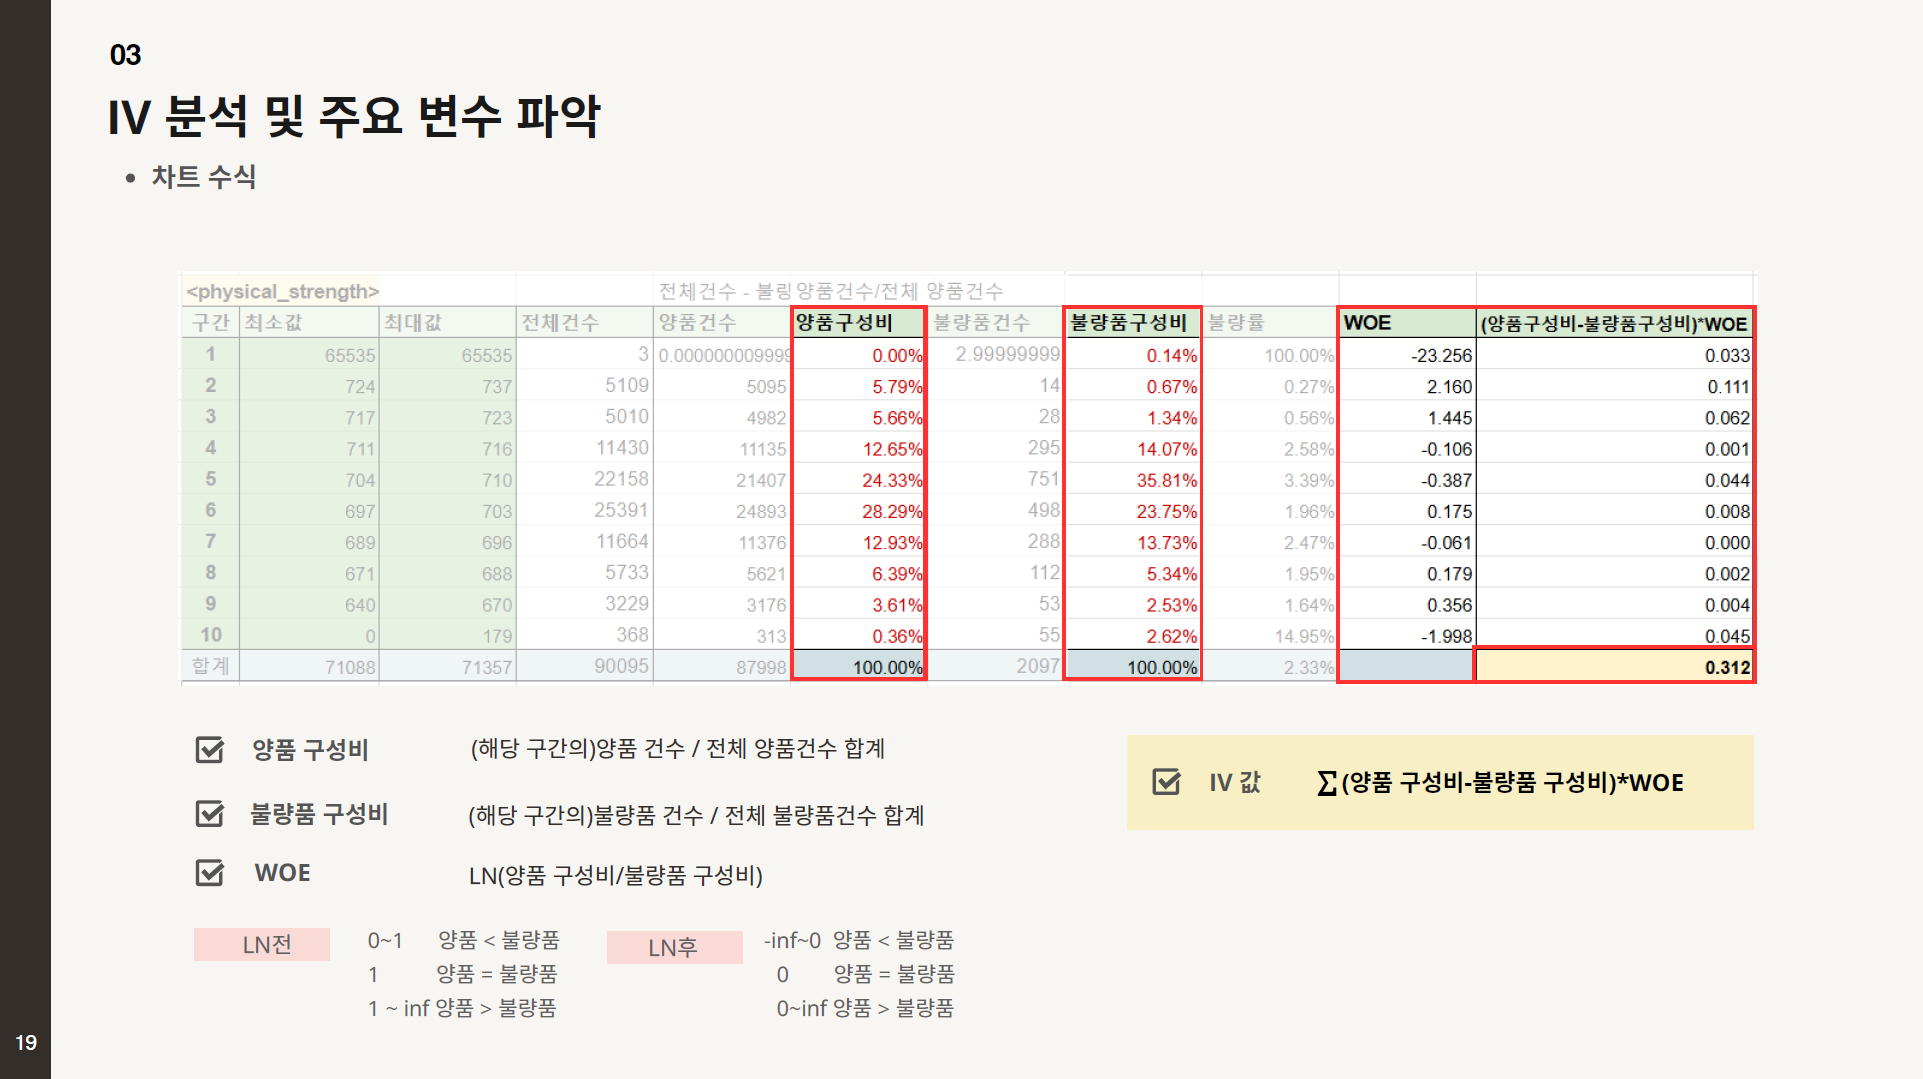 03
IV 분석 및 주요 변수 파악
• 차트 수식
<physical_strength> 전체건수 - 불량 양품건수/전체 양품건수
구간 최소값 최대값 전체건수 양품건수 양품구성비 불량품건수 불량품구성비 불량률 WOE (양품구성비-불량품구성비)*WOE
1 65535 65535 3 0.000000009999 0.00% 2.99999999 0.14% 100.00% -23.256 0.033
2 724 737 5109 5095 5.79% 14 0.67% 0.27% 2.160 0.111
3 717 723 5010 4982 5.66% 28 1.34% 0.56% 1.445 0.062
4 711 716 11430 11135 12.65% 295 14.07% 2.58% -0.106 0.001
5 704 710 22158 21407 24.33% 751 35.81% 3.39% -0.387 0.044
6 697 703 25391 24893 28.29% 498 23.75% 1.96% 0.175 0.008
7 689 696 11664 11376 12.93% 288 13.73% 2.47% -0.061 0.000
8 671 688 5733 5621 6.39% 112 5.34% 1.95% 0.179 0.002
9 640 670 3229 3176 3.61% 53 2.53% 1.64% 0.356 0.004
10 0 179 368 313 0.36% 55 2.62% 14.95% -1.998 0.045
합계 71088 71357 90095 87998 100.00% 2097 100.00% 2.33% 0.312
양품 구성비 (해당 구간의)양품 건수 / 전체 양품건수 합계
불량품 구성비 (해당 구간의)불량품 건수 / 전체 불량품건수 합계
WOE LN(양품 구성비/불량품 구성비)
IV 값 ∑(양품 구성비-불량품 구성비)*WOE
LN전
0~1 양품 < 불량품
1 양품 = 불량품
1 ~ inf 양품 > 불량품
LN후
-inf~0 양품 < 불량품
0 양품 = 불량품
0~inf 양품 > 불량품
19